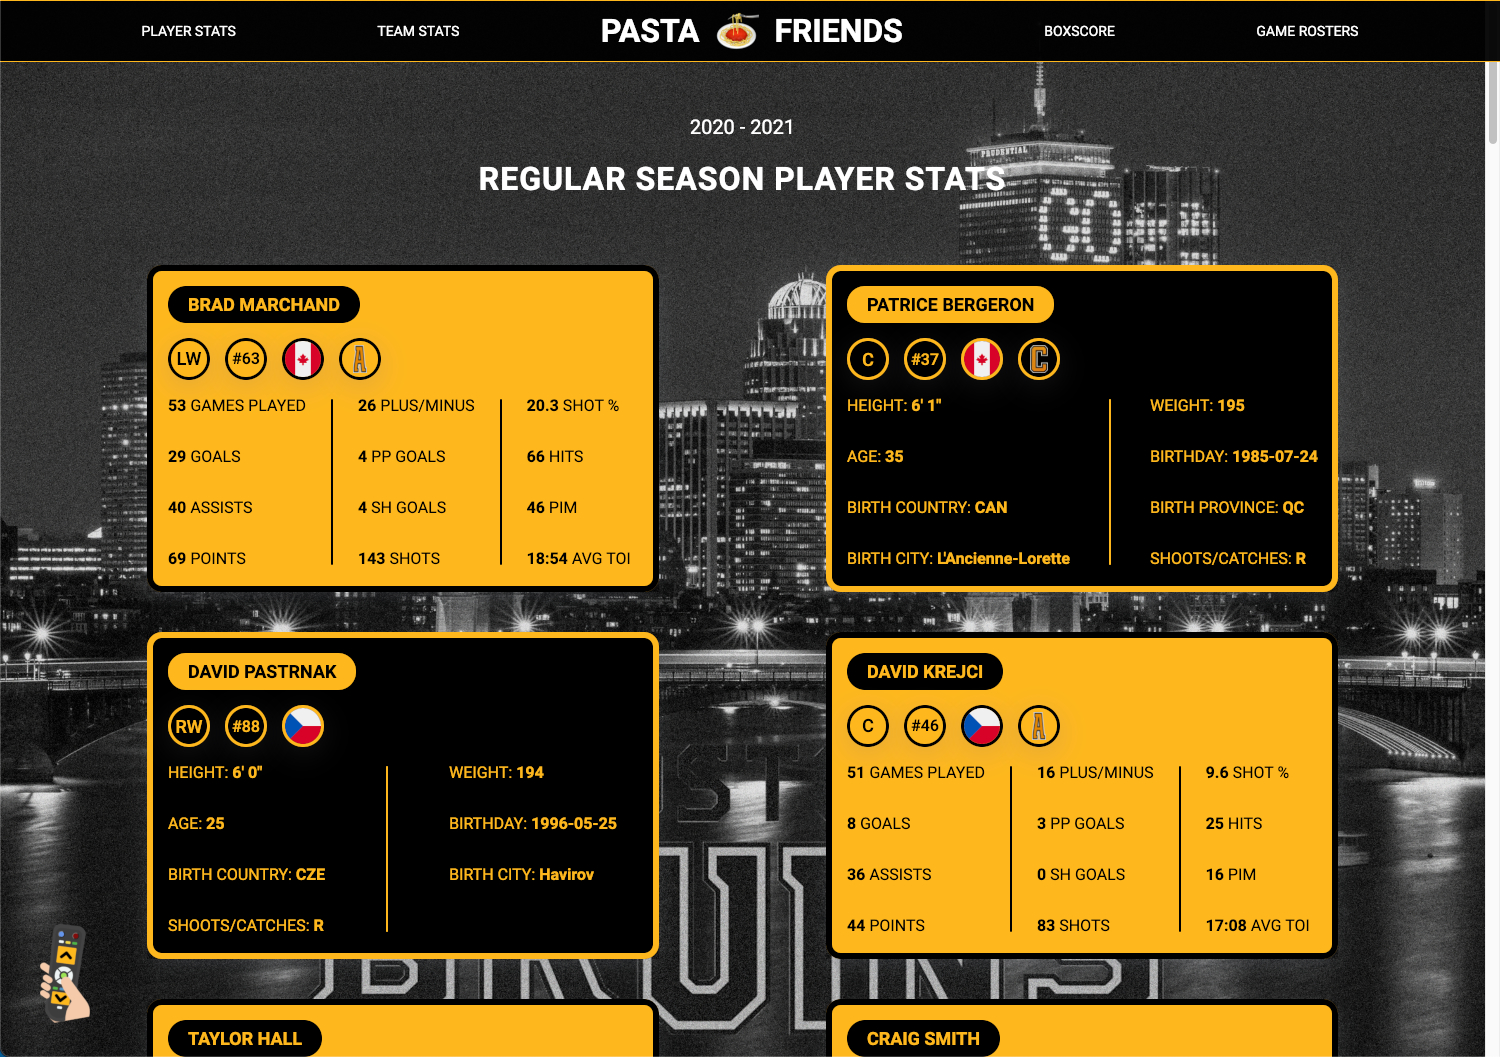 PLAYER STATS
TEAM STATS
PASTA FRIENDS
BOXSCORE
GAME ROSTERS
2020 - 2021
REGULAR SEASON PLAYER STATS
PRUDENTIAL
GO
BRAD MARCHAND
LW #63 A
53 GAMES PLAYED
26 PLUS/MINUS
20.3 SHOT %
29 GOALS
4 PP GOALS
66 HITS
40 ASSISTS
4 SH GOALS
46 PIM
69 POINTS
143 SHOTS
18:54 AVG TOI
PATRICE BERGERON
C #37 C
HEIGHT: 6' 1"
WEIGHT: 195
AGE: 35
BIRTHDAY: 1985-07-24
BIRTH COUNTRY: CAN
BIRTH PROVINCE: QC
BIRTH CITY: L'Ancienne-Lorette
SHOOTS/CATCHES: R
DAVID PASTRNAK
RW #88
HEIGHT: 6' 0"
WEIGHT: 194
AGE: 25
BIRTHDAY: 1996-05-25
BIRTH COUNTRY: CZE
BIRTH CITY: Havirov
SHOOTS/CATCHES: R
DAVID KREJCI
C #46 A
51 GAMES PLAYED
16 PLUS/MINUS
9.6 SHOT %
8 GOALS
3 PP GOALS
25 HITS
36 ASSISTS
0 SH GOALS
16 PIM
44 POINTS
83 SHOTS
17:08 AVG TOI
BRUINS
TAYLOR HALL
CRAIG SMITH